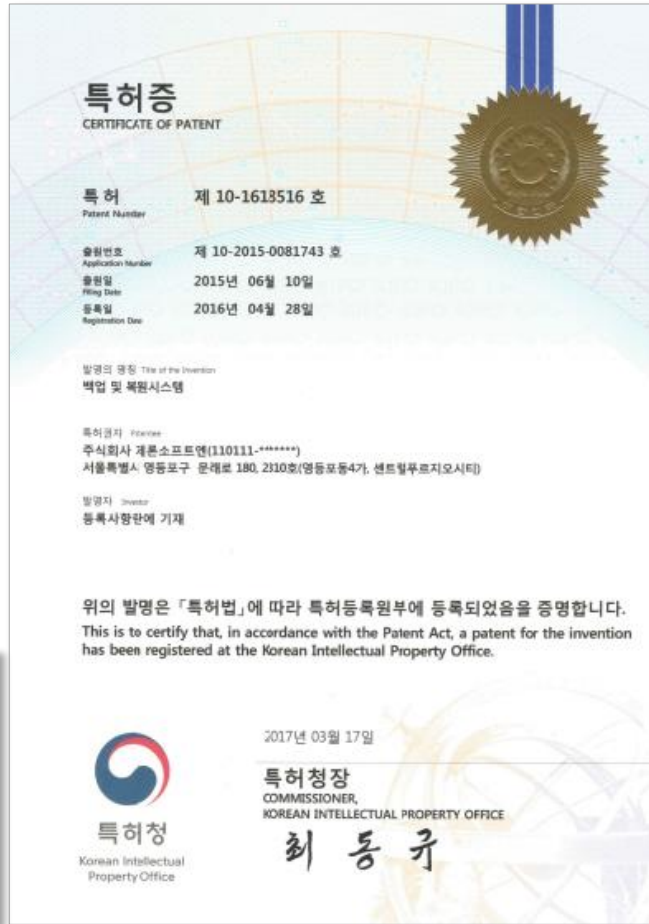 특허증
CERTIFICATE OF PATENT
특 허 제 10-1618516 호
Patent Number
출원번호 제 10-2015-0081743 호
Application Number
출원일 2015년 06월 10일
Filing Date
등록일 2016년 04월 28일
Registration Date
발명의 명칭 Title of the Invention
백업 및 복원시스템
특허권자 Patentee
주식회사 제론소프트엔(110111-*******)
서울특별시 영등포구 문래로 180, 2310호(영등포동4가, 센트럴푸르지오시티)
발명자 Inventor
등록사항란에 기재
위의 발명은 「특허법」에 따라 특허등록원부에 등록되었음을 증명합니다.
This is to certify that, in accordance with the Patent Act, a patent for the invention
has been registered at the Korean Intellectual Property Office.
2017년 03월 17일
특허청장
COMMISSIONER,
KOREAN INTELLECTUAL PROPERTY OFFICE
최동규
특허청
Korean Intellectual
Property Office